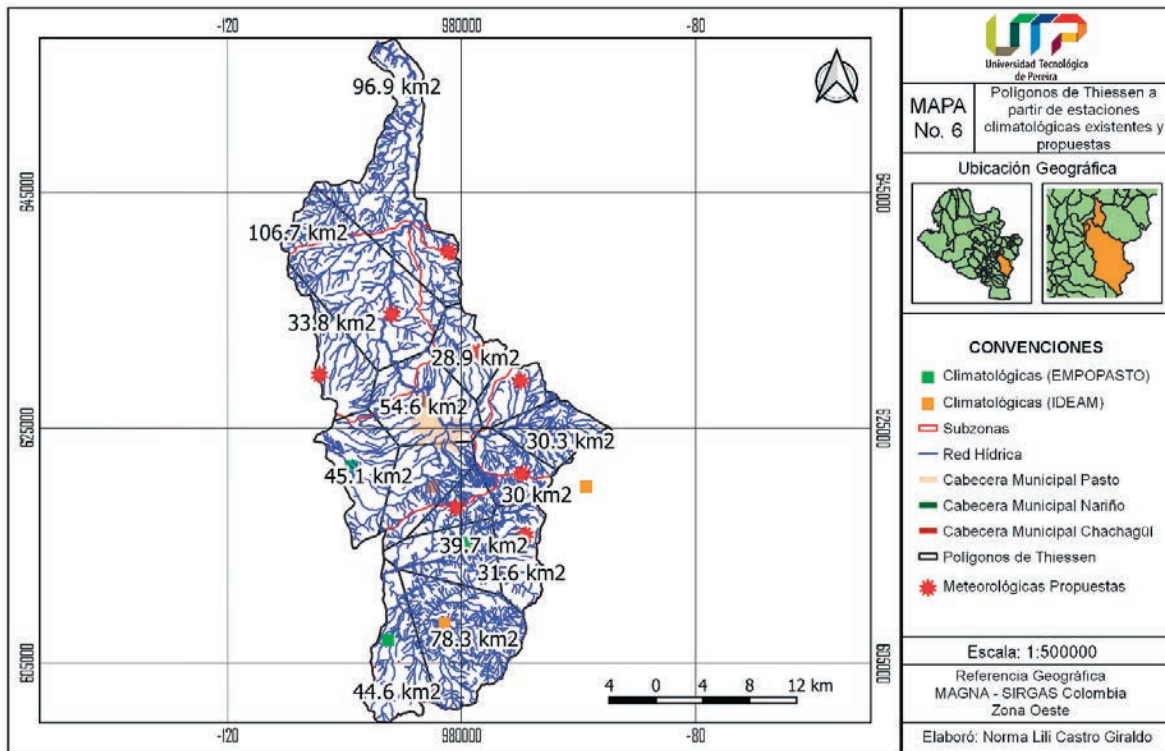 -120 980000 -80
645000 645000
625000 625000
605000 605000
96.9 km2
106.7 km2
33.8 km2
28.9 km2
54.6 km2
30.3 km2
45.1 km2
30 km2
39.7 km2
31.6 km2
78.3 km2
44.6 km2
4 0 4 8 12 km
-120 980000 -80
UTP
Universidad Tecnológica
de Pereira
MAPA
No. 6
Polígonos de Thiessen a
partir de estaciones
climatológicas existentes y
propuestas
Ubicación Geográfica
CONVENCIONES
Climatológicas (EMPOPASTO)
Climatológicas (IDEAM)
Subzonas
Red Hídrica
Cabecera Municipal Pasto
Cabecera Municipal Nariño
Cabecera Municipal Chachagüí
Polígonos de Thiessen
Meteorológicas Propuestas
Escala: 1:500000
Referencia Geográfica
MAGNA - SIRGAS Colombia
Zona Oeste
Elaboró: Norma Lili Castro Giraldo